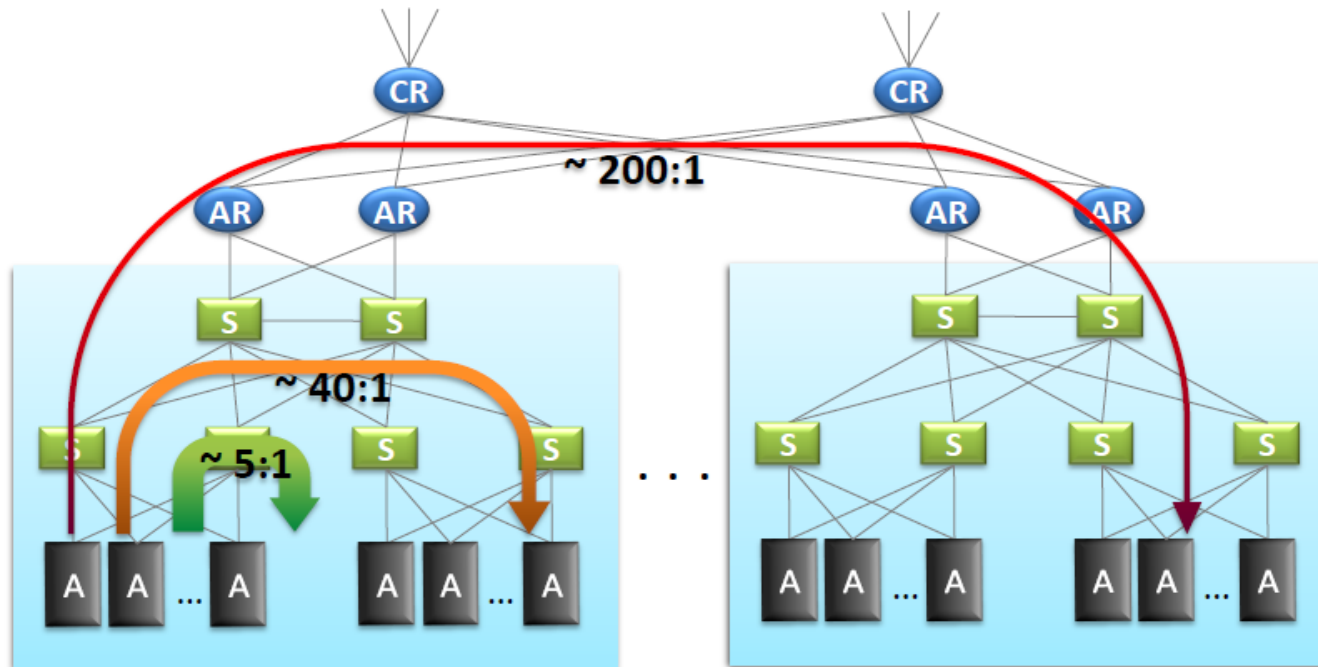 CR CR
~ 200:1
AR AR AR AR
S S S S
~ 40:1
S S S S S S S
~ 5:1
. . .
A A ... A A A ... A A A ... A A A ... A